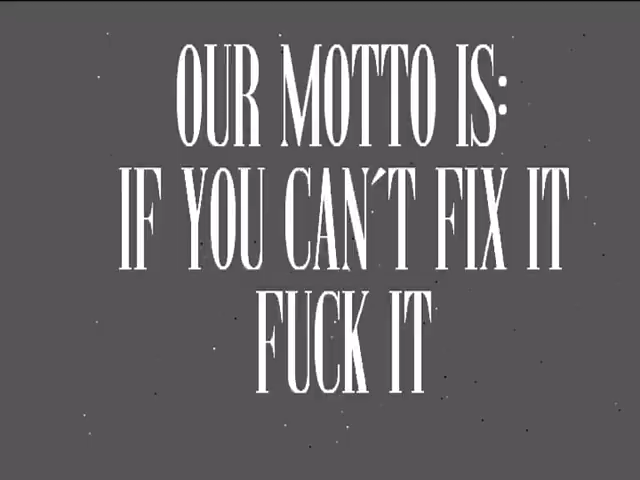 OUR MOTTO IS:
IF YOU CAN´T FIX IT
FUCK IT